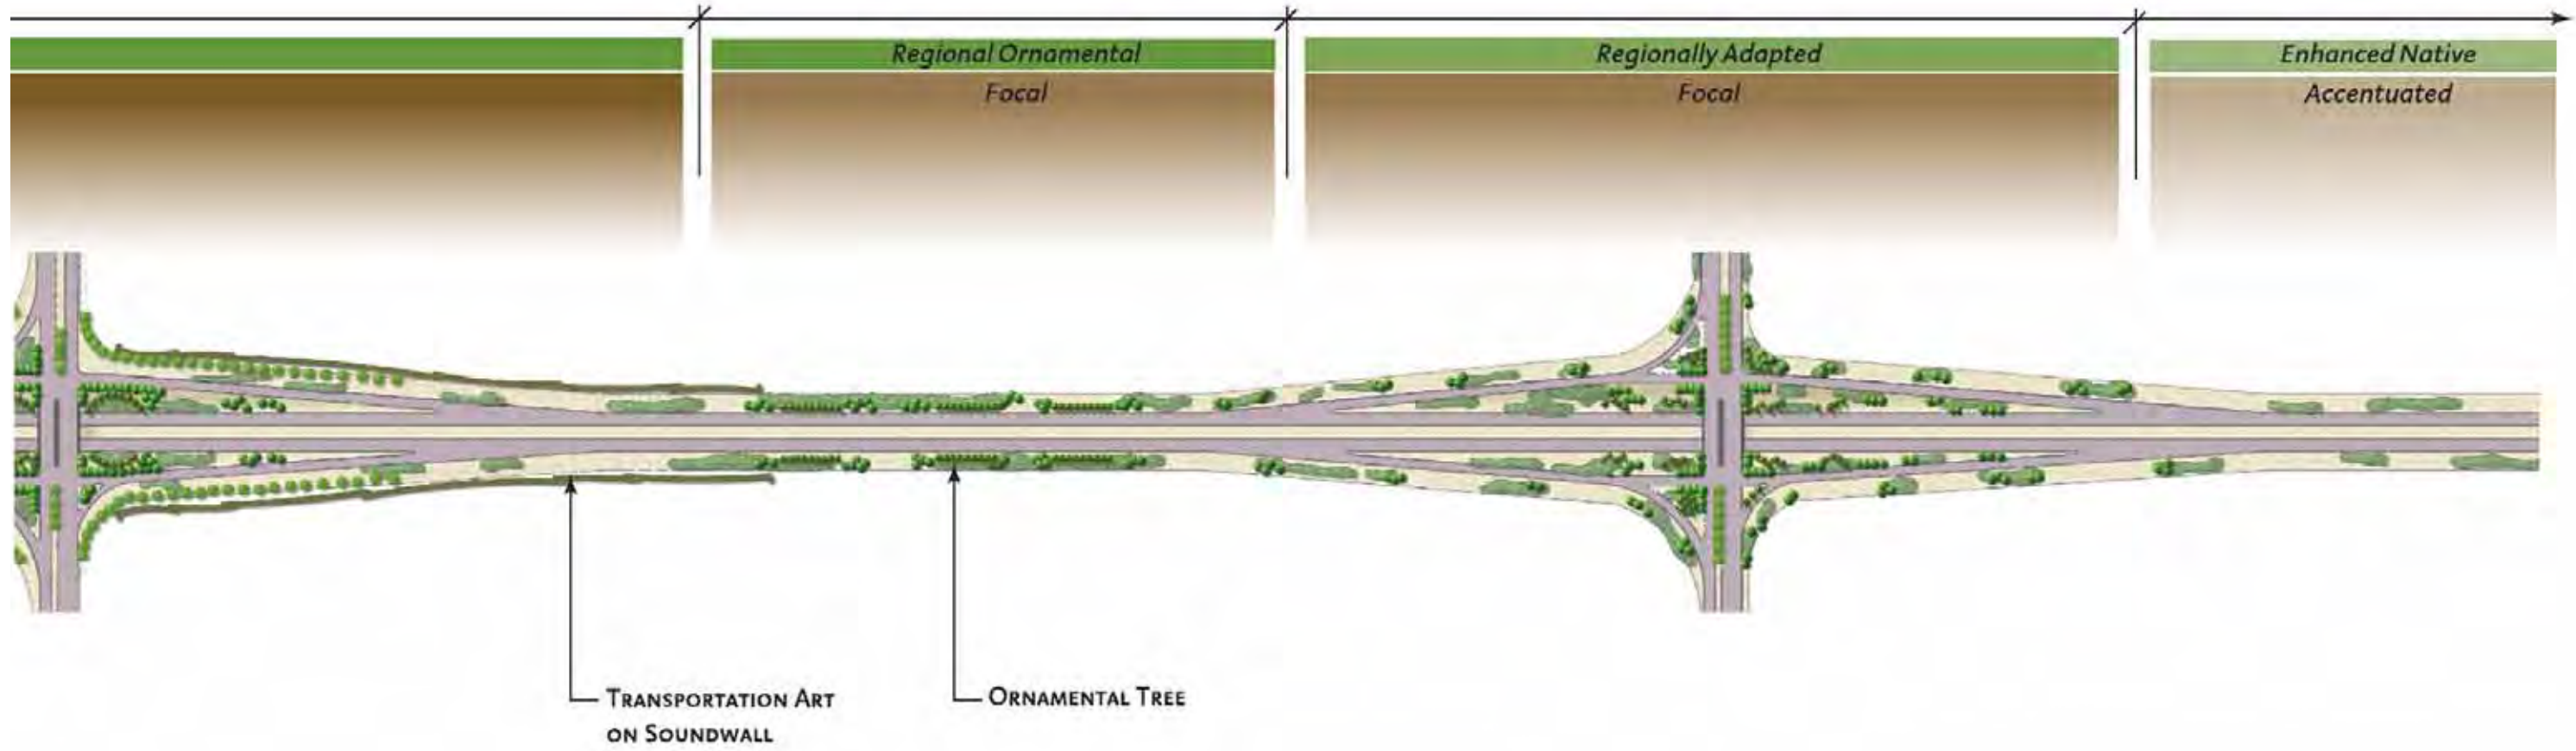 Regional Ornamental
Focal
Regionally Adapted
Focal
Enhanced Native
Accentuated
TRANSPORTATION ART
ON SOUNDWALL
ORNAMENTAL TREE